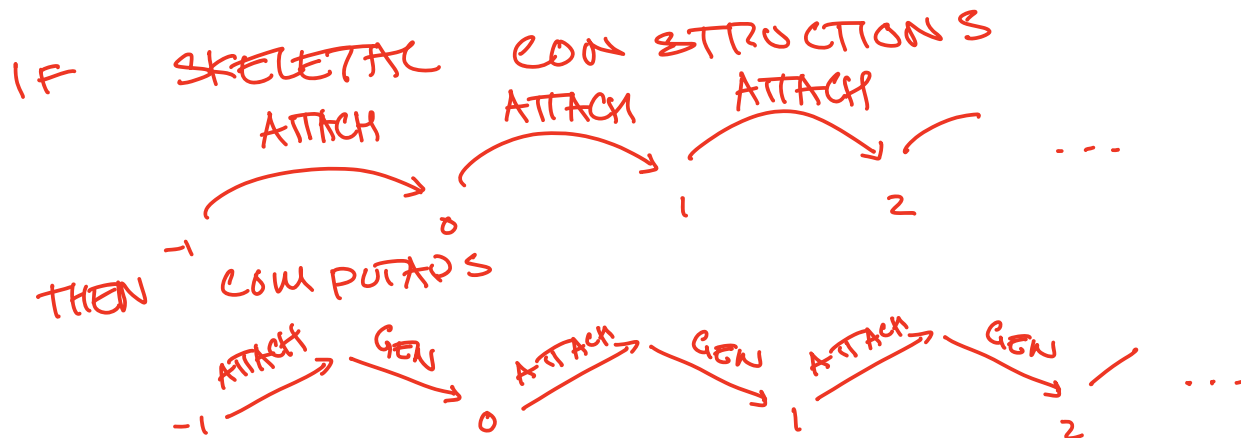 IF SKELETAL CONSTRUCTIONS
ATTACH ATTACH ATTACH
-1 0 1 2 ...
THEN COMPUTADS
ATTACH GEN ATTACH GEN ATTACH GEN
-1 0 1 2 ...